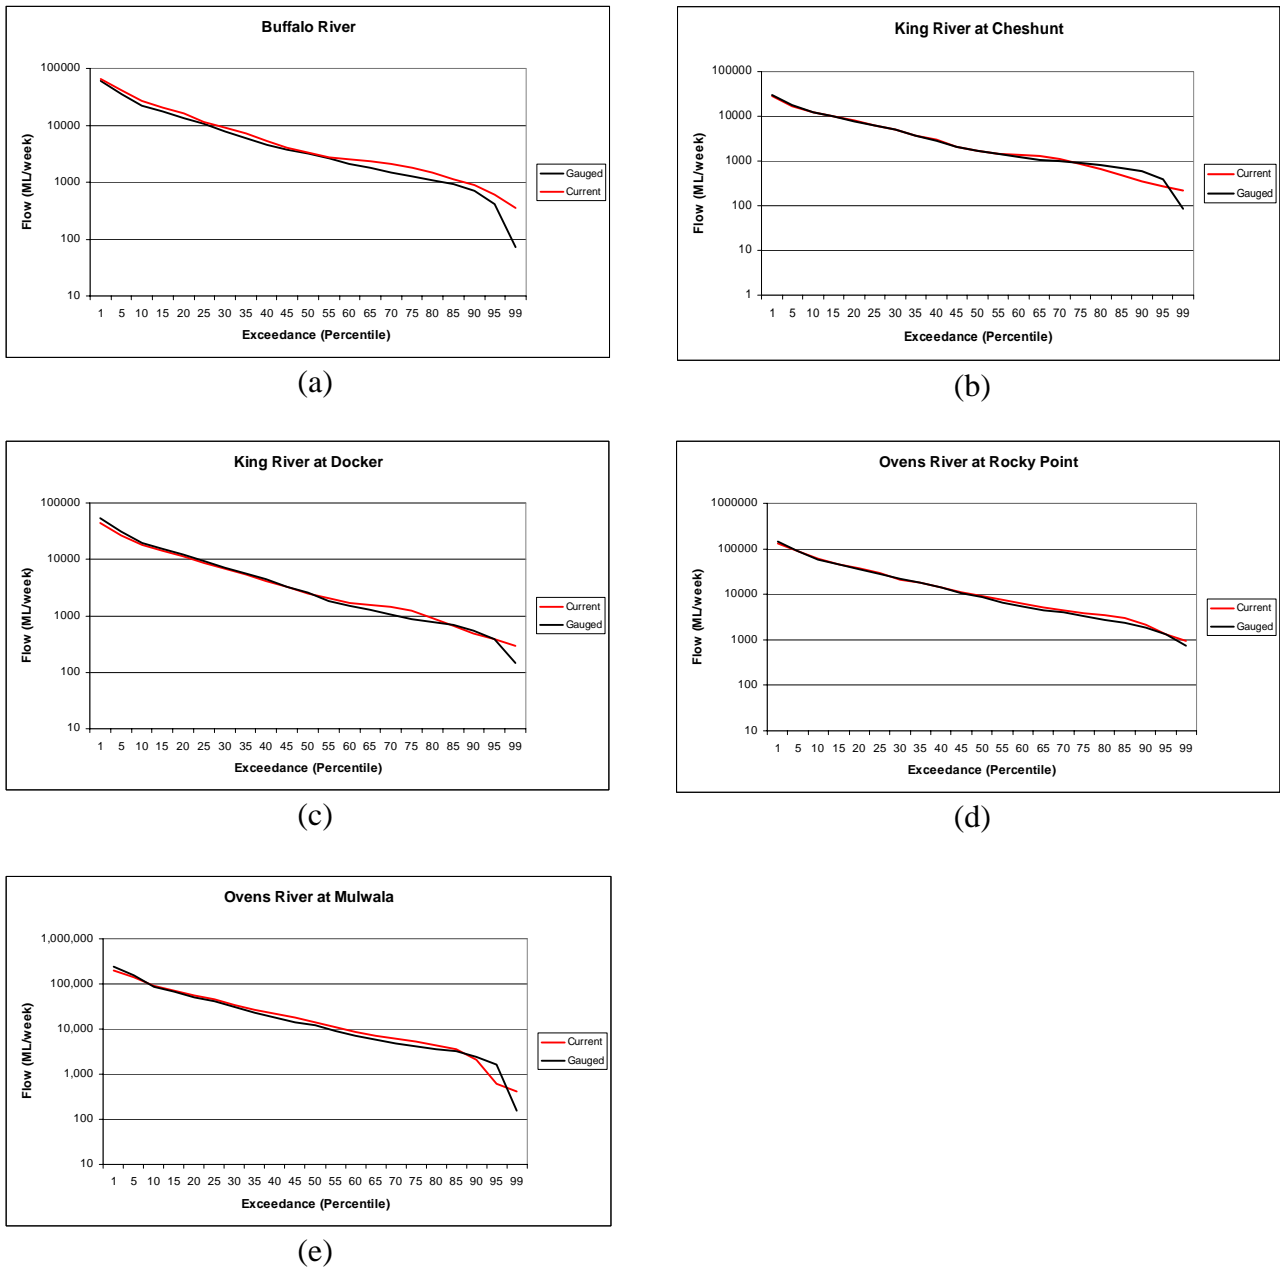 Buffalo River
Flow (ML/week)
100000
10000
1000
100
10
1 5 10 15 20 25 30 35 40 45 50 55 60 65 70 75 80 85 90 95 99
Exceedance (Percentile)
Gauged
Current
(a)
King River at Cheshunt
Flow (ML/week)
100000
10000
1000
100
10
1
1 5 10 15 20 25 30 35 40 45 50 55 60 65 70 75 80 85 90 95 99
Exceedance (Percentile)
Current
Gauged
(b)
King River at Docker
Flow (ML/week)
100000
10000
1000
100
10
1 5 10 15 20 25 30 35 40 45 50 55 60 65 70 75 80 85 90 95 99
Exceedance (Percentile)
Current
Gauged
(c)
Ovens River at Rocky Point
Flow (ML/week)
1000000
100000
10000
1000
100
10
1 5 10 15 20 25 30 35 40 45 50 55 60 65 70 75 80 85 90 95 99
Exceedance (Percentile)
Current
Gauged
(d)
Ovens River at Mulwala
Flow (ML/week)
1,000,000
100,000
10,000
1,000
100
10
1 5 10 15 20 25 30 35 40 45 50 55 60 65 70 75 80 85 90 95 99
Exceedance (Percentile)
Current
Gauged
(e)